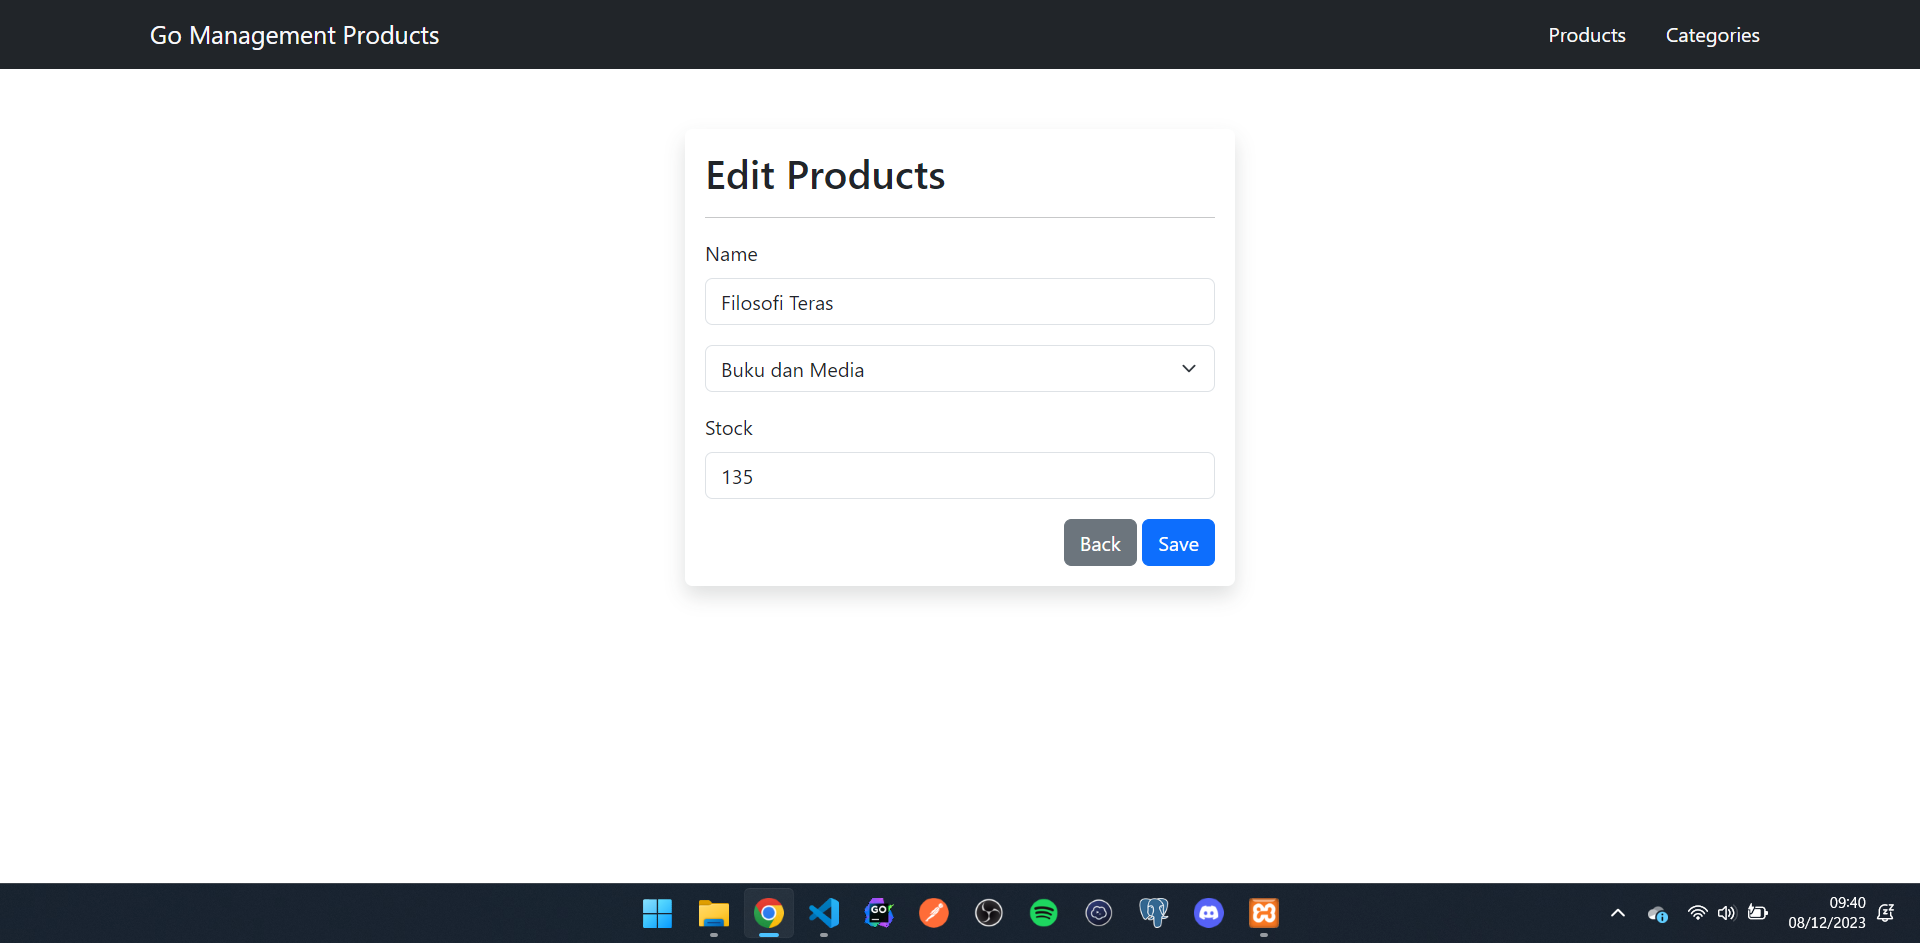 Go Management Products
Products
Categories
Edit Products
Name
Filosofi Teras
Buku dan Media
Stock
135
Back
Save
GO
09:40
08/12/2023